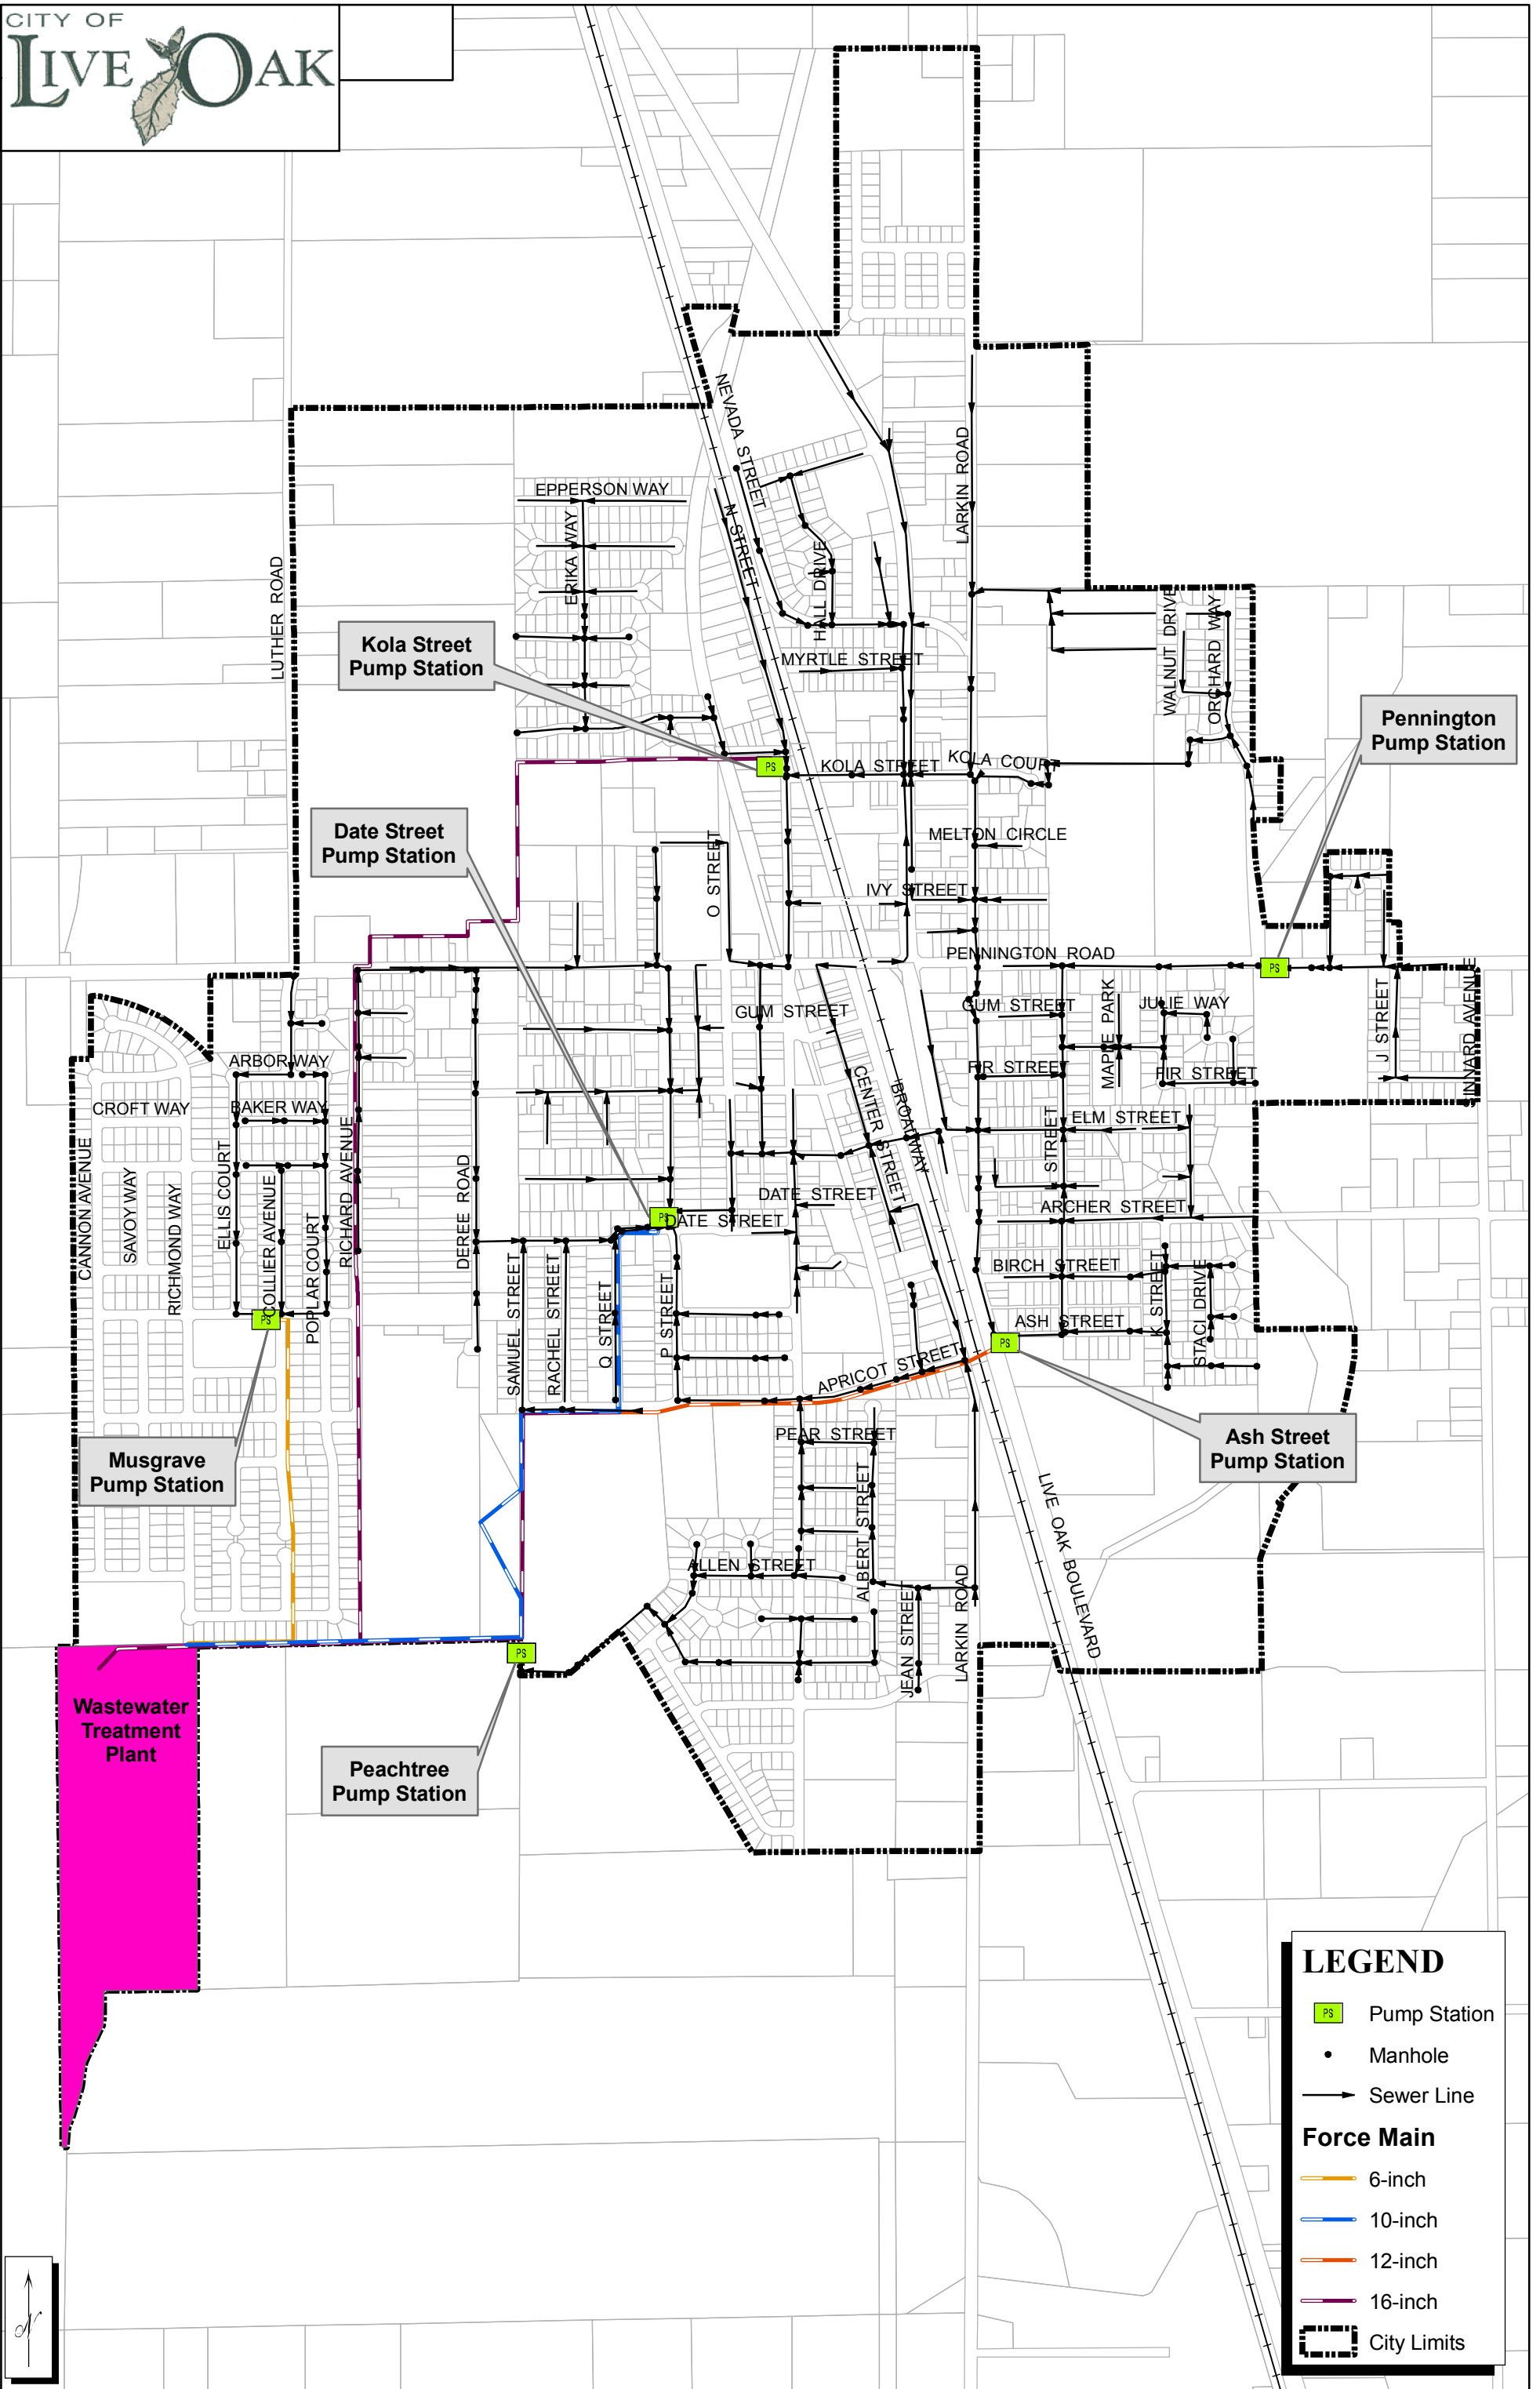 CITY OF
LIVE OAK
NEVADA STREET
N STREET
LARKIN ROAD
EPPERSON WAY
ERIKA WAY
HALL DRIVE
LUTHER ROAD
MYRTLE STREET
WALNUT DRIVE
ORCHARD WAY
Kola Street
Pump Station
Pennington
Pump Station
PS
KOLA STREET
KOLA COURT
Date Street
Pump Station
O STREET
MELTON CIRCLE
IVY STREET
PENNINGTON ROAD
PS
GUM STREET
GUM STREET
MAPLE PARK
JULIE WAY
J STREET
ARBOR WAY
FIR STREET
FIR STREET
CROFT WAY
BAKER WAY
CENTER STREET
BROADWAY
STREET
ELM STREET
CANNON AVENUE
SAVOY WAY
RICHMOND WAY
ELLIS COURT
COLLIER AVENUE
POPLAR COURT
RICHARD AVENUE
DEREE ROAD
DATE STREET
PS
DATE STREET
ARCHER STREET
BIRCH STREET
K STREET
STACI DRIVE
SAMUEL STREET
RACHEL STREET
Q STREET
P STREET
PS
ASH STREET
PS
APRICOT STREET
PEAR STREET
Musgrave
Pump Station
Ash Street
Pump Station
ALBERT STREET
LIVE OAK BOULEVARD
ALLEN STREET
JEAN STREET
LARKIN ROAD
PS
Wastewater
Treatment
Plant
Peachtree
Pump Station
LEGEND
PS Pump Station
Manhole
Sewer Line
Force Main
6-inch
10-inch
12-inch
16-inch
City Limits
N